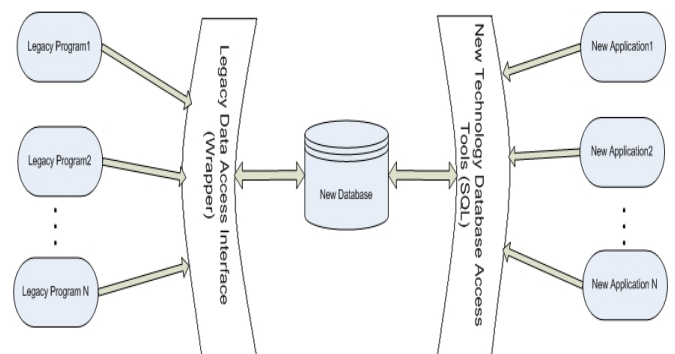 Legacy Program1
Legacy Program2
Legacy Program N
Legacy Data Access Interface
(Wrapper)
New Database
New Technology Database Access
Tools (SQL)
New Application1
New Application2
New Application N